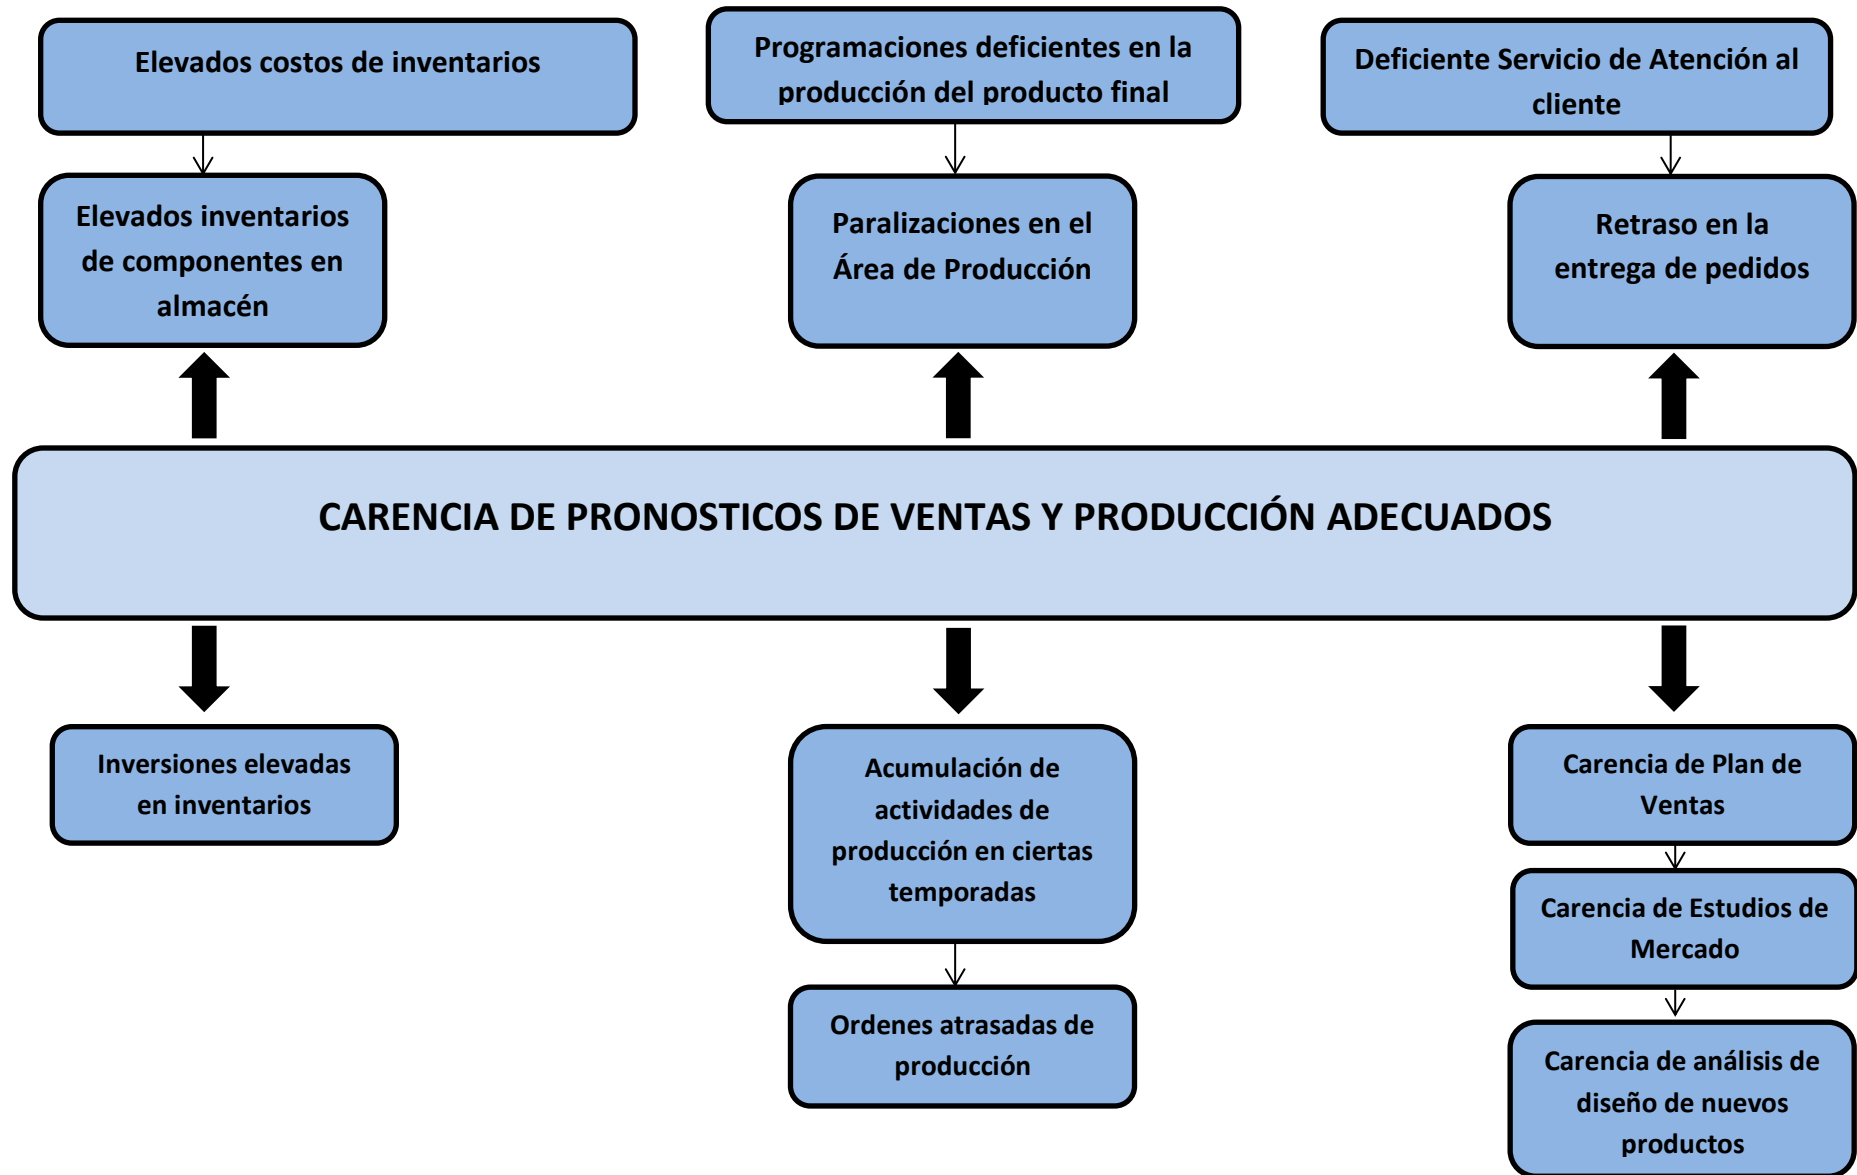 Elevados costos de inventarios
Programaciones deficientes en la
producción del producto final
Deficiente Servicio de Atención al
cliente
Elevados inventarios
de componentes en
almacén
Paralizaciones en el
Área de Producción
Retraso en la
entrega de pedidos
CARENCIA DE PRONOSTICOS DE VENTAS Y PRODUCCIÓN ADECUADOS
Inversiones elevadas
en inventarios
Acumulación de
actividades de
producción en ciertas
temporadas
Carencia de Plan de
Ventas
Carencia de Estudios de
Mercado
Ordenes atrasadas de
producción
Carencia de análisis de
diseño de nuevos
productos